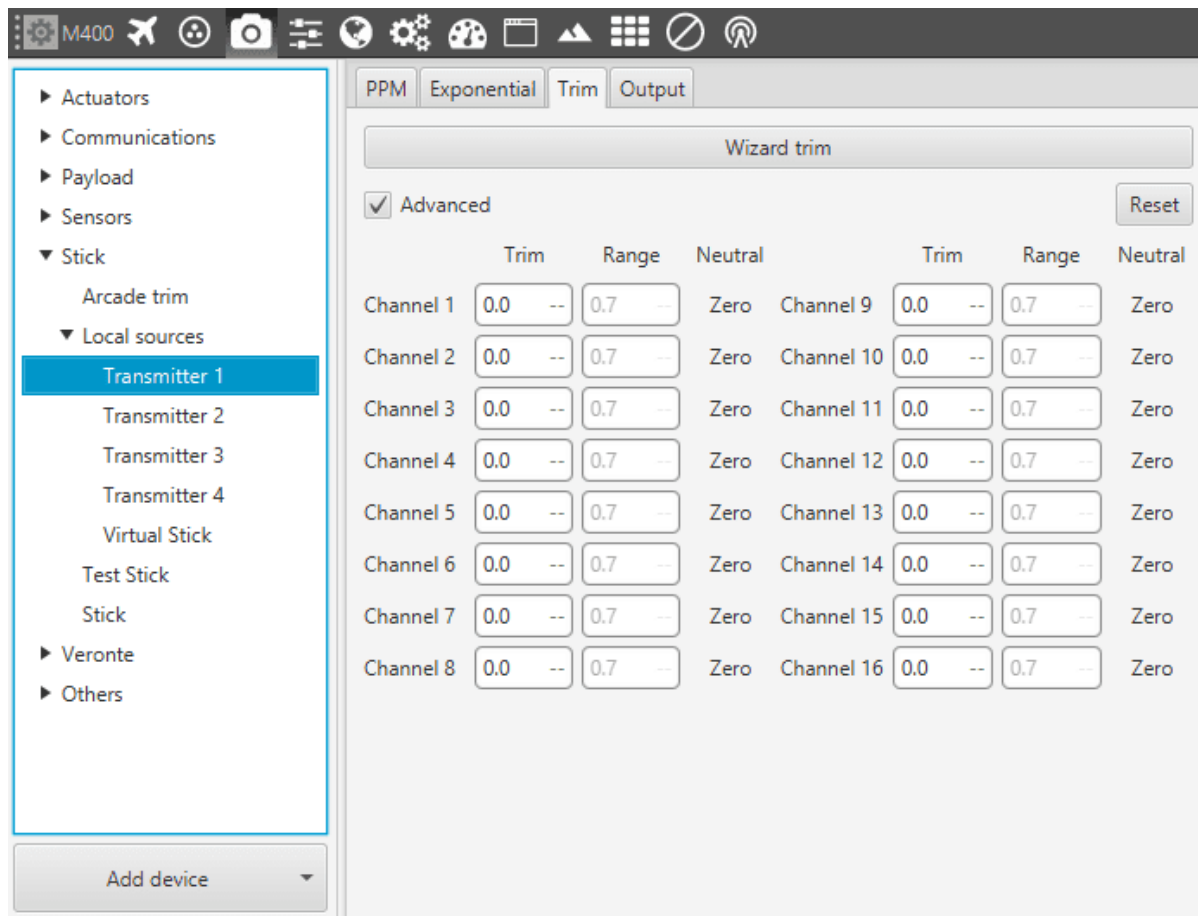 M400
Actuators
Communications
Payload
Sensors
Stick
Arcade trim
Local sources
Transmitter 1
Transmitter 2
Transmitter 3
Transmitter 4
Virtual Stick
Test Stick
Stick
Veronte
Others
Add device
PPM Exponential Trim Output
Wizard trim
Advanced Reset
Trim Range Neutral Trim Range Neutral
Channel 1 0.0 -- 0.7 -- Zero Channel 9 0.0 -- 0.7 -- Zero
Channel 2 0.0 -- 0.7 -- Zero Channel 10 0.0 -- 0.7 -- Zero
Channel 3 0.0 -- 0.7 -- Zero Channel 11 0.0 -- 0.7 -- Zero
Channel 4 0.0 -- 0.7 -- Zero Channel 12 0.0 -- 0.7 -- Zero
Channel 5 0.0 -- 0.7 -- Zero Channel 13 0.0 -- 0.7 -- Zero
Channel 6 0.0 -- 0.7 -- Zero Channel 14 0.0 -- 0.7 -- Zero
Channel 7 0.0 -- 0.7 -- Zero Channel 15 0.0 -- 0.7 -- Zero
Channel 8 0.0 -- 0.7 -- Zero Channel 16 0.0 -- 0.7 -- Zero